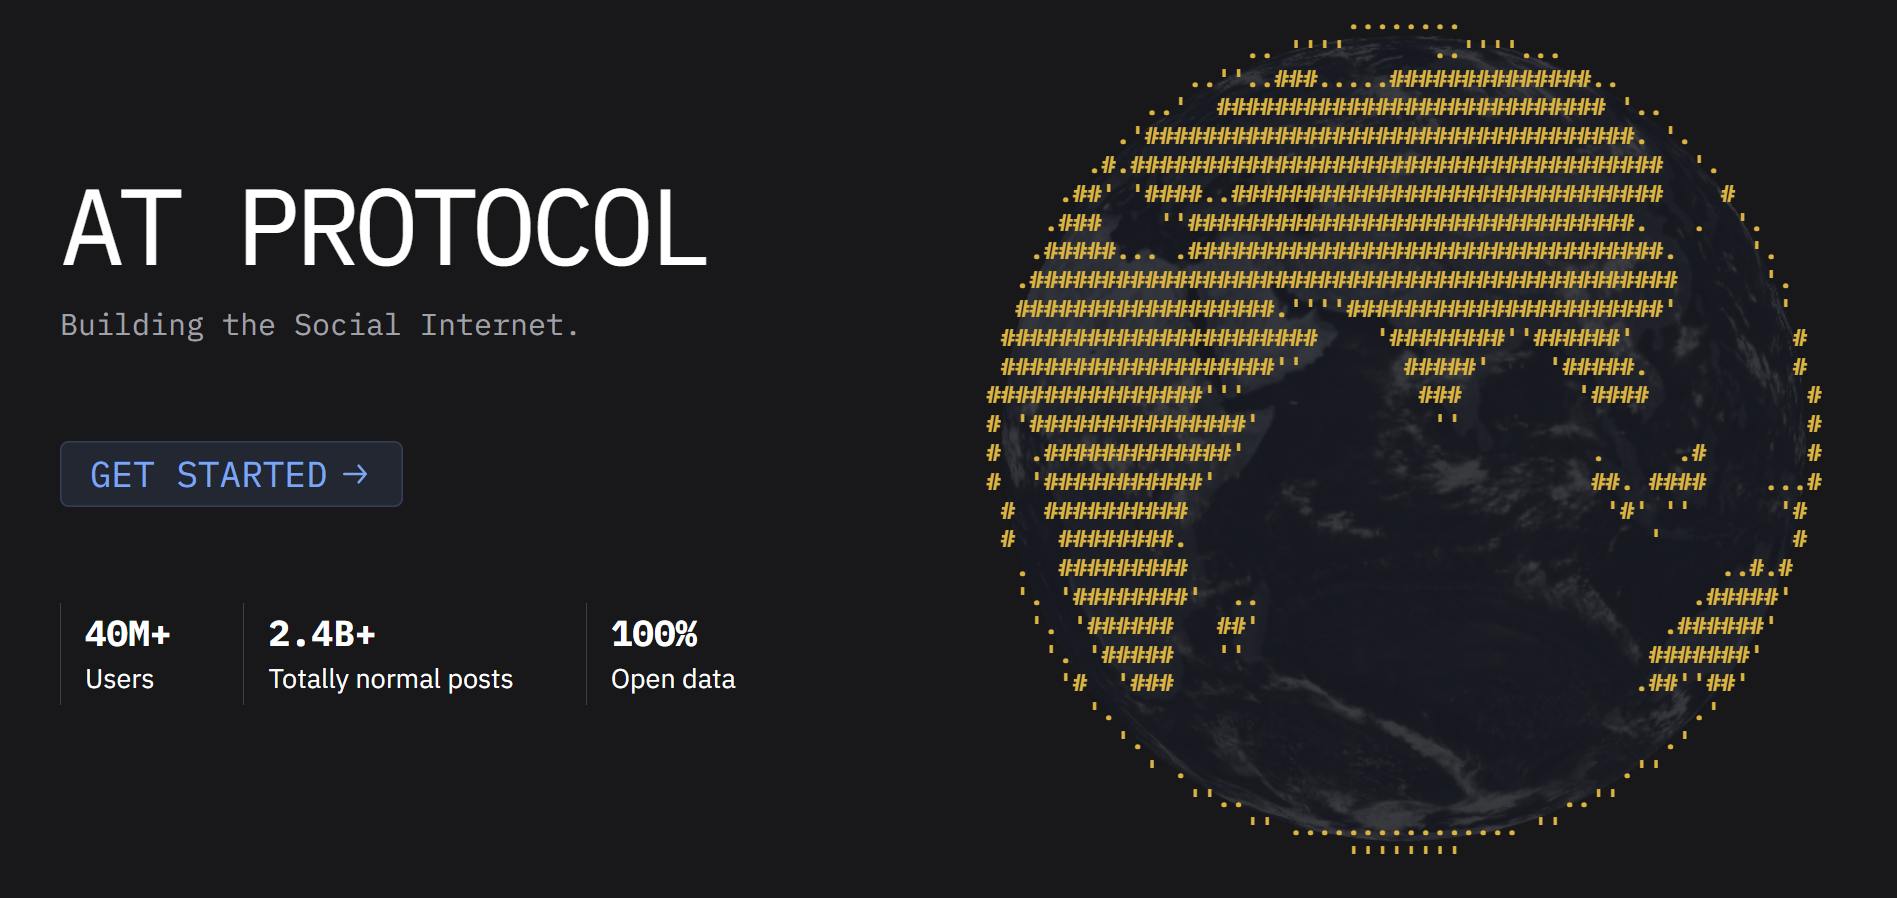 AT PROTOCOL
Building the Social Internet.
GET STARTED →
40M+
Users
2.4B+
Totally normal posts
100%
Open data